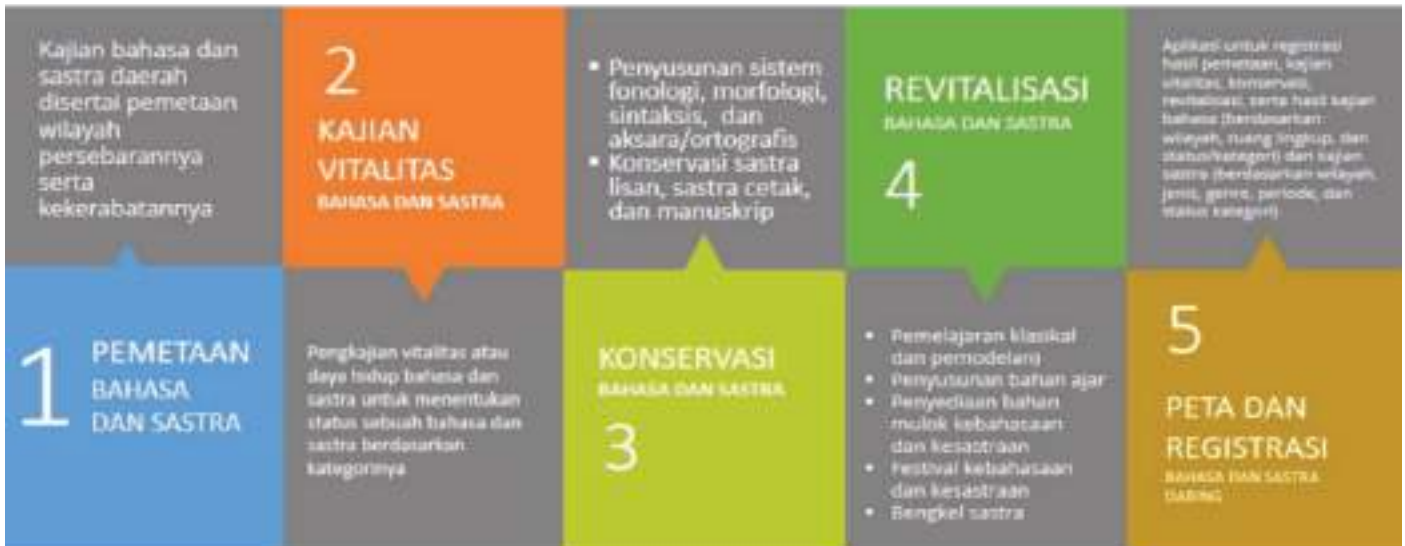 Kajian bahasa dan
sastra daerah
disertai pemetaan
wilayah
persebarannya
serta
kekerabatannya
1
PEMETAAN
BAHASA
DAN SASTRA
2
KAJIAN
VITALITAS
BAHASA DAN SASTRA
Pengkajian vitalitas atau
daya hidup bahasa dan
sastra untuk menentukan
status sebuah bahasa dan
sastra berdasarkan
kategorinya
▪ Penyusunan sistem
fonologi, morfologi,
sintaksis, dan
aksara/ortografis
▪ Konservasi sastra
lisan, sastra cetak,
dan manuskrip
KONSERVASI
BAHASA DAN SASTRA
3
REVITALISASI
BAHASA DAN SASTRA
4
• Pemelajaran klasikal
dan pemodelan)
• Penyusunan bahan ajar
• Penyediaan bahan
mulok kebahasaan
dan kesastraan
• Festival kebahasaan
dan kesastraan
• Bengkel sastra
Aplikasi untuk registrasi
hasil pemetaan, kajian
vitalitas, konservasi,
revitalisasi, serta hasil kajian
bahasa (berdasarkan
wilayah, ruang lingkup, dan
status/kategori) dan kajian
sastra (berdasarkan wilayah,
jenis, genre, periode, dan
status kategori)
5
PETA DAN
REGISTRASI
BAHASA DAN SASTRA
DARING